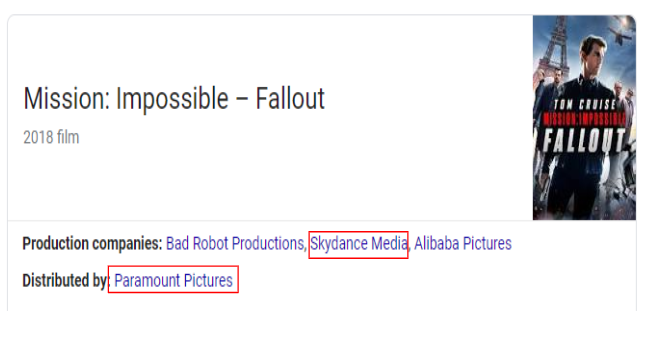 Mission: Impossible – Fallout
2018 film
TOM CRUISE
MISSION:IMPOSSIBLE
FALLOUT
Production companies: Bad Robot Productions, Skydance Media, Alibaba Pictures
Distributed by: Paramount Pictures